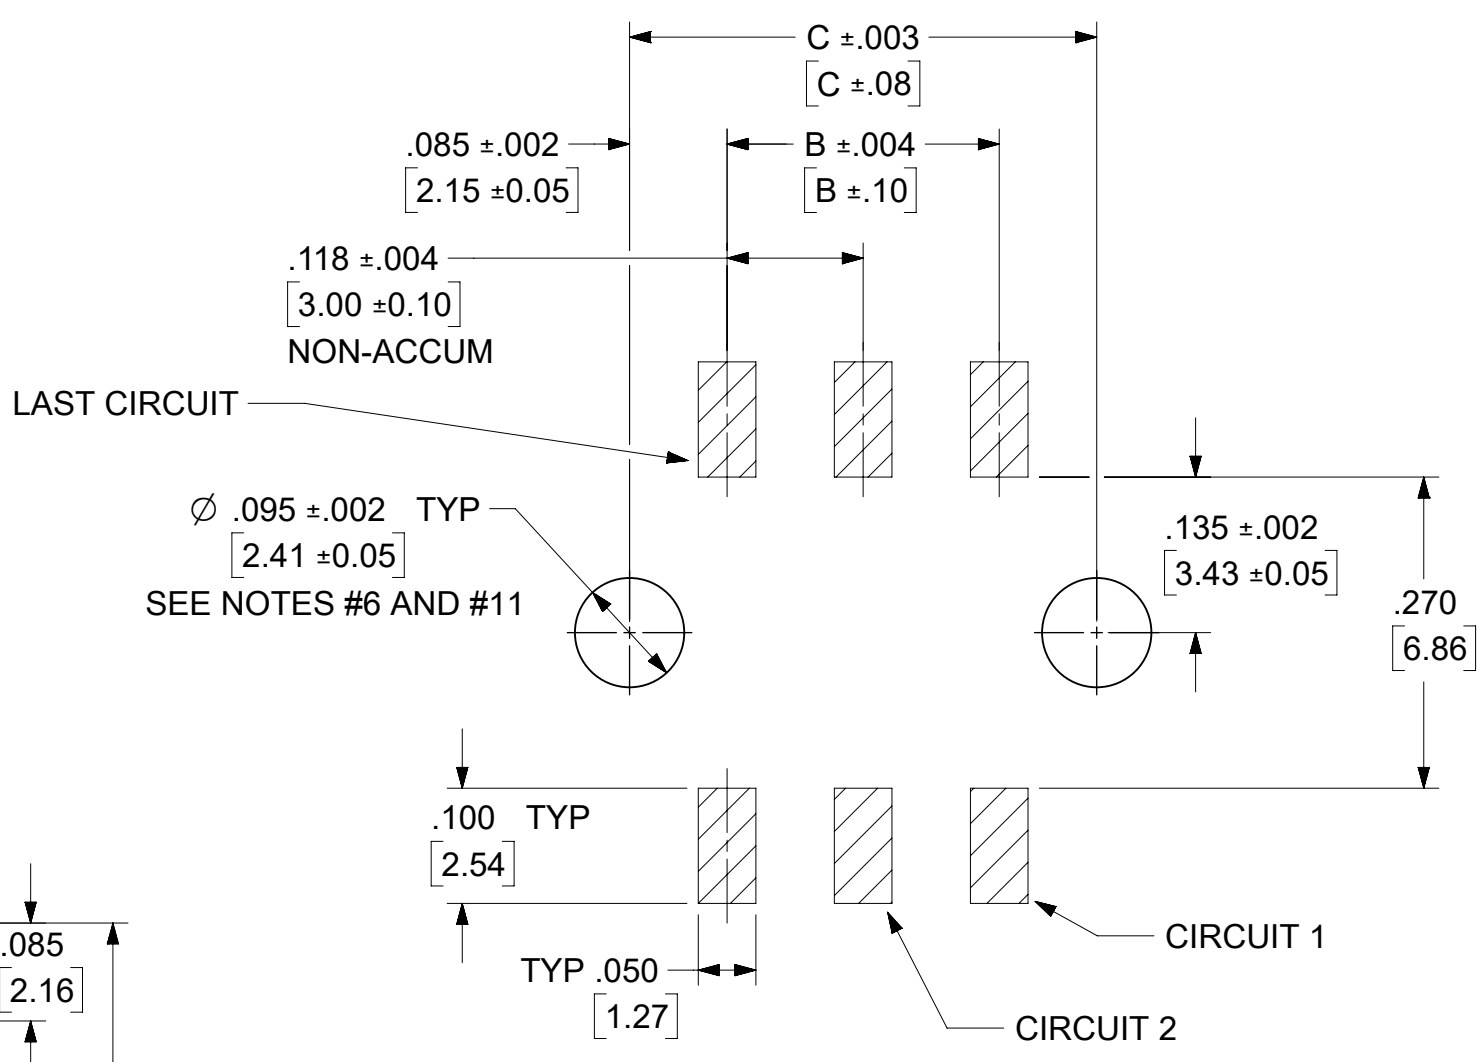 C ±.003
[C ±.08]
.085 ±.002
[2.15 ±0.05]
B ±.004
[B ±.10]
.118 ±.004
[3.00 ±0.10]
NON-ACCUM
LAST CIRCUIT
∅ .095 ±.002 TYP
[2.41 ±0.05]
SEE NOTES #6 AND #11
.135 ±.002
[3.43 ±0.05]
.270
[6.86]
.100 TYP
[2.54]
.085
[2.16]
TYP .050
[1.27]
CIRCUIT 1
CIRCUIT 2